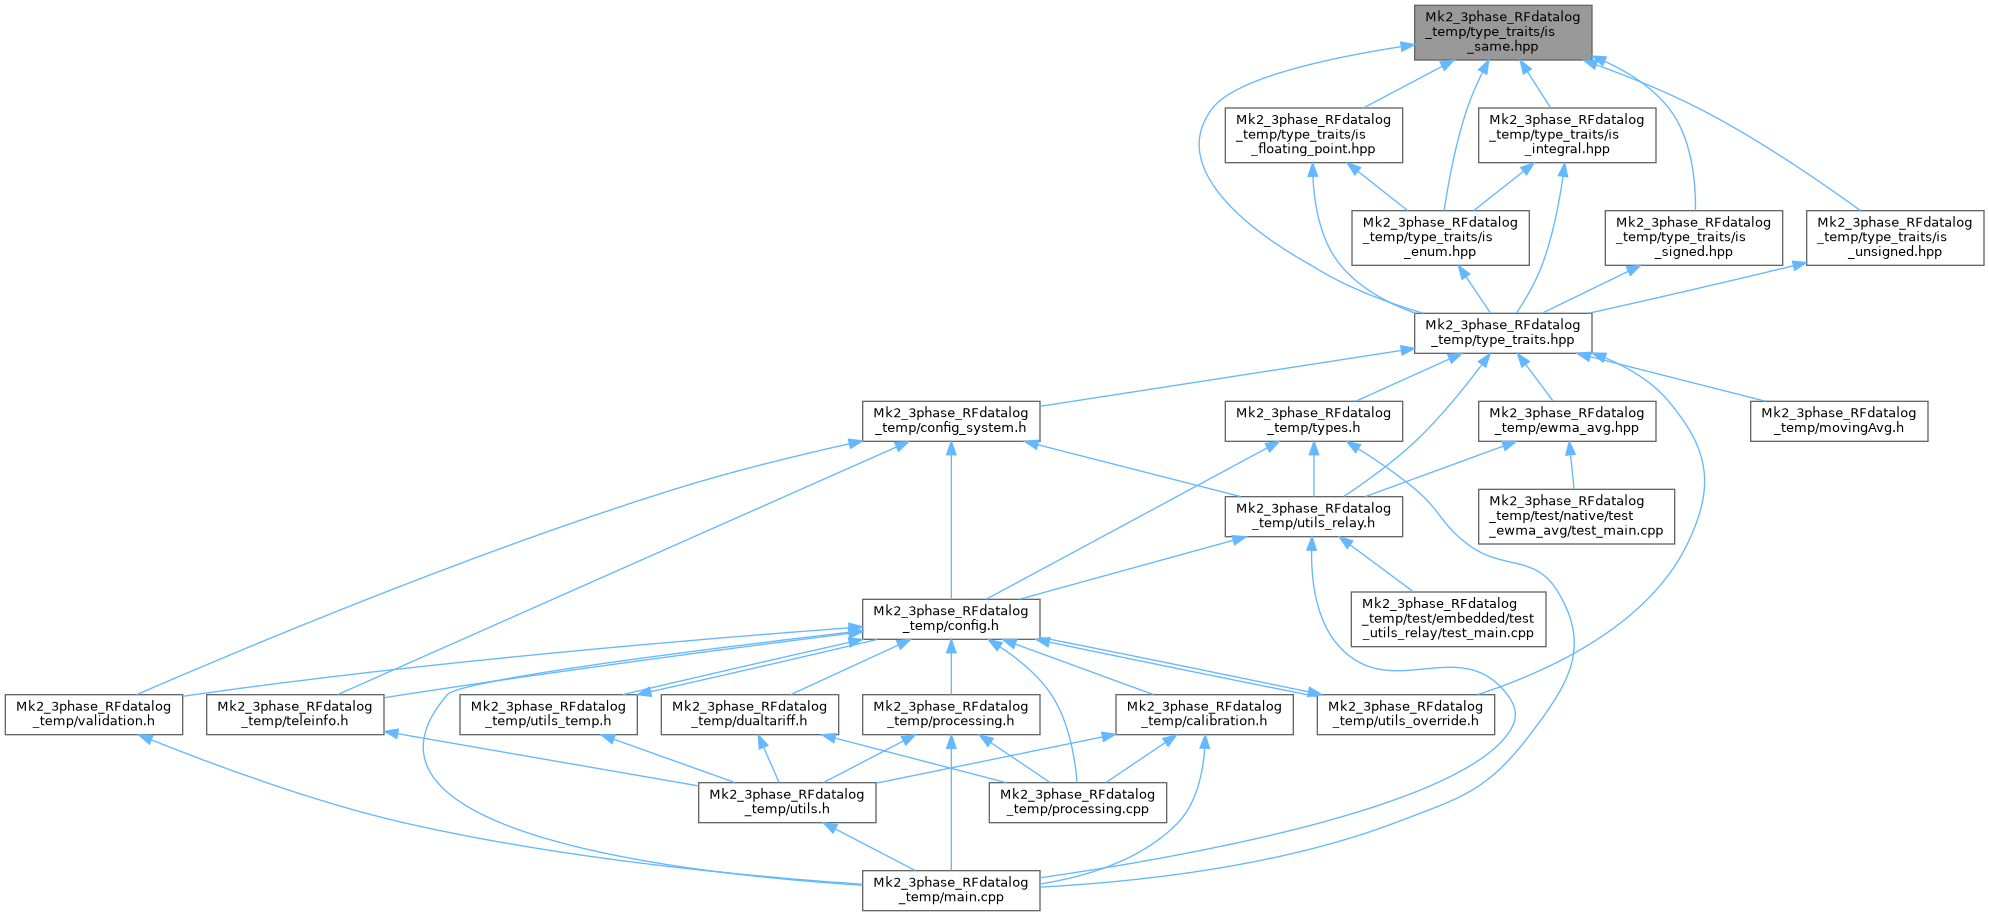 Mk2_3phase_RFdatalog
_temp/type_traits/is
_same.hpp
Mk2_3phase_RFdatalog
_temp/type_traits/is
_floating_point.hpp
Mk2_3phase_RFdatalog
_temp/type_traits/is
_integral.hpp
Mk2_3phase_RFdatalog
_temp/type_traits/is
_enum.hpp
Mk2_3phase_RFdatalog
_temp/type_traits/is
_signed.hpp
Mk2_3phase_RFdatalog
_temp/type_traits/is
_unsigned.hpp
Mk2_3phase_RFdatalog
_temp/type_traits.hpp
Mk2_3phase_RFdatalog
_temp/config_system.h
Mk2_3phase_RFdatalog
_temp/types.h
Mk2_3phase_RFdatalog
_temp/ewma_avg.hpp
Mk2_3phase_RFdatalog
_temp/movingAvg.h
Mk2_3phase_RFdatalog
_temp/utils_relay.h
Mk2_3phase_RFdatalog
_temp/test/native/test
_ewma_avg/test_main.cpp
Mk2_3phase_RFdatalog
_temp/config.h
Mk2_3phase_RFdatalog
_temp/test/embedded/test
_utils_relay/test_main.cpp
Mk2_3phase_RFdatalog
_temp/validation.h
Mk2_3phase_RFdatalog
_temp/teleinfo.h
Mk2_3phase_RFdatalog
_temp/utils_temp.h
Mk2_3phase_RFdatalog
_temp/dualtariff.h
Mk2_3phase_RFdatalog
_temp/processing.h
Mk2_3phase_RFdatalog
_temp/calibration.h
Mk2_3phase_RFdatalog
_temp/utils_override.h
Mk2_3phase_RFdatalog
_temp/utils.h
Mk2_3phase_RFdatalog
_temp/processing.cpp
Mk2_3phase_RFdatalog
_temp/main.cpp